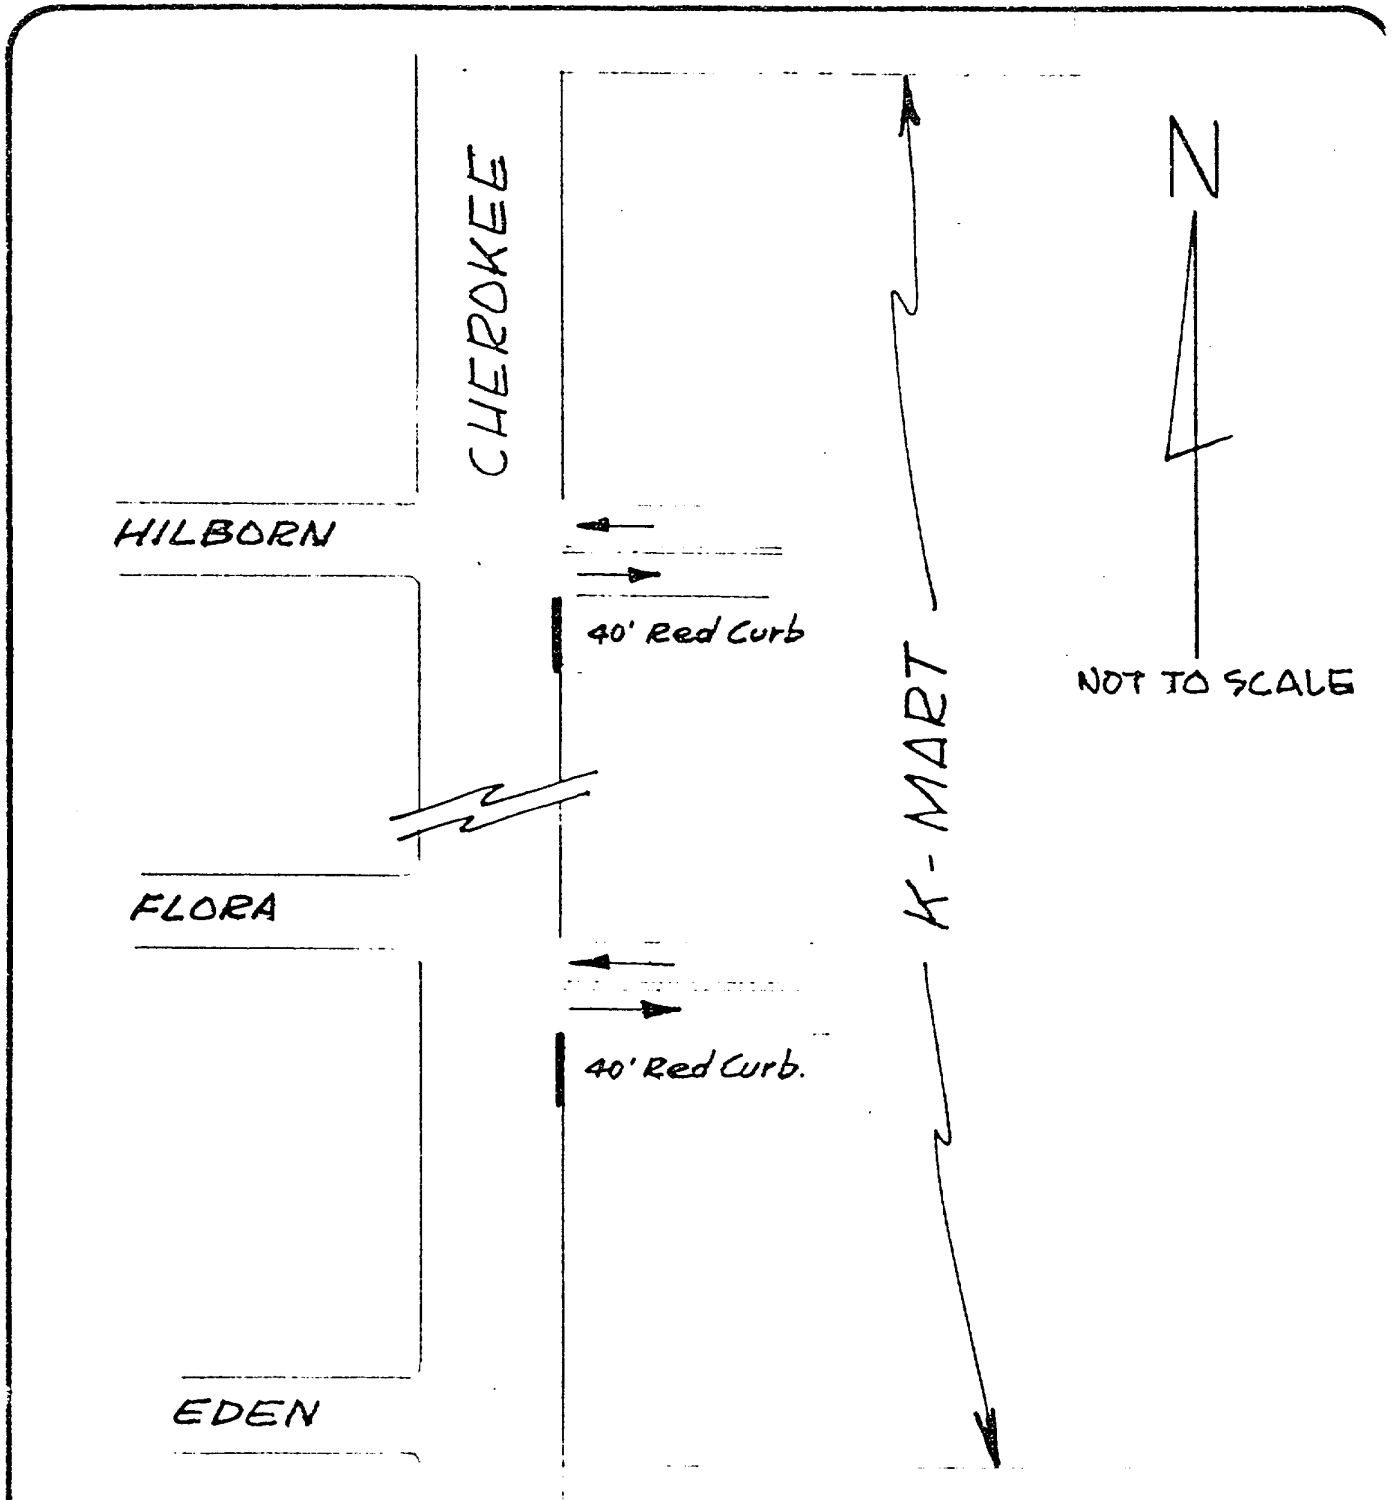 N
CHEROKEE
HILBORN
40' Red Curb
NOT TO SCALE
K-MART
FLORA
40' Red Curb.
EDEN